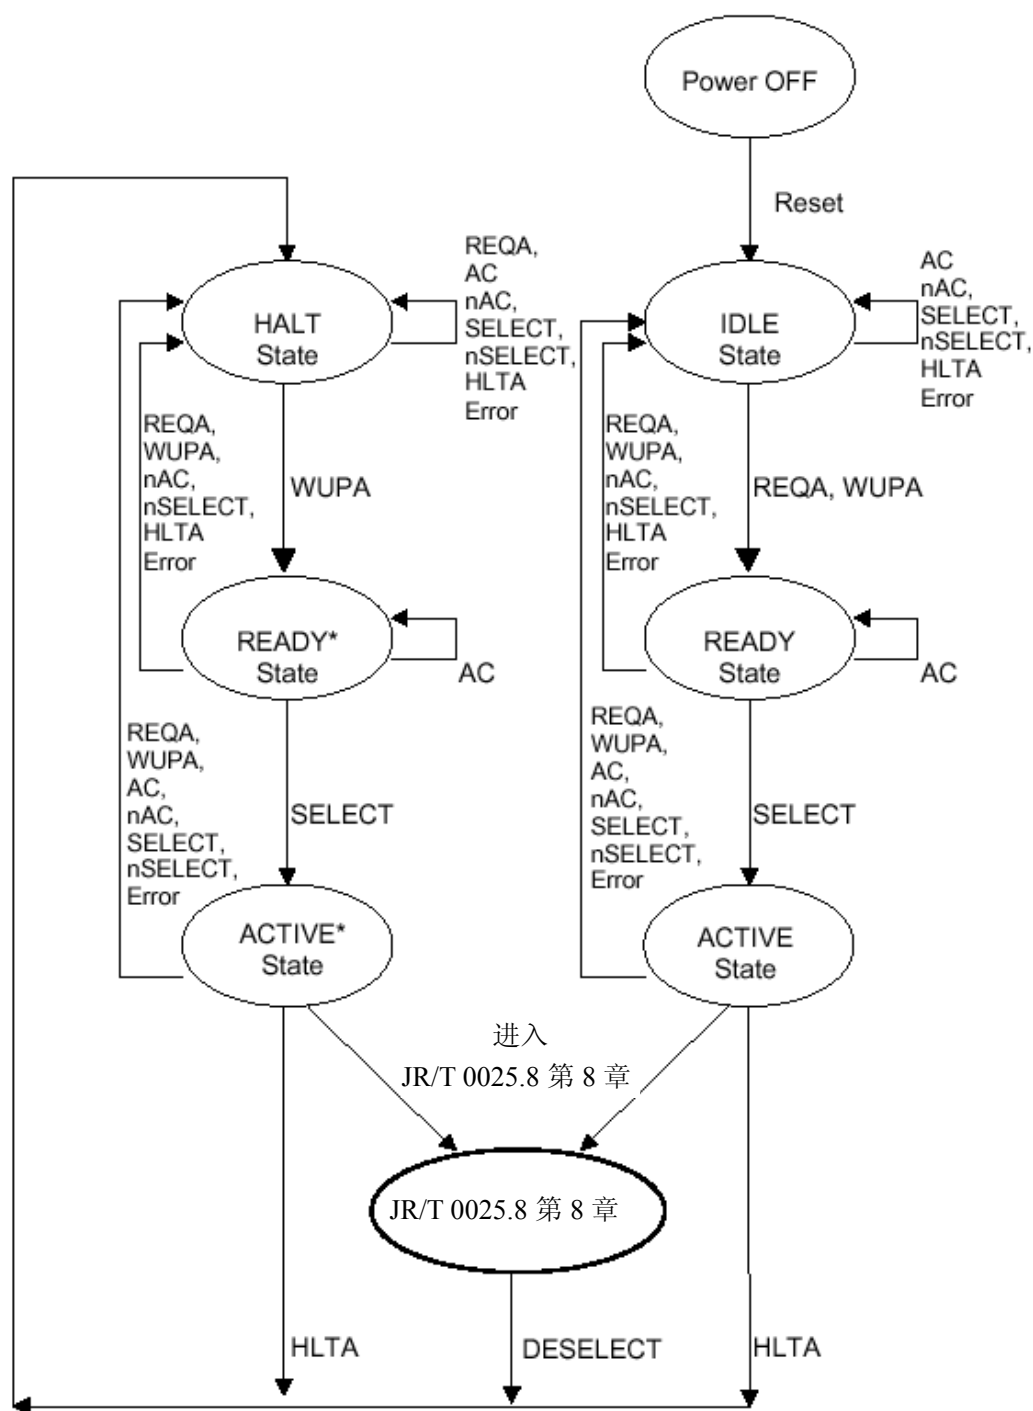 Power OFF
Reset
REQA,
AC
nAC,
SELECT,
nSELECT,
HLTA
Error
AC
nAC,
SELECT,
nSELECT,
HLTA
Error
HALT
State
IDLE
State
REQA,
WUPA,
nAC,
nSELECT,
HLTA
Error
WUPA
REQA,
WUPA,
nAC,
nSELECT,
HLTA
Error
REQA, WUPA
READY*
State
AC
READY
State
AC
REQA,
WUPA,
AC,
nAC,
SELECT,
nSELECT,
Error
SELECT
REQA,
WUPA,
AC,
nAC,
SELECT,
nSELECT,
Error
SELECT
ACTIVE*
State
ACTIVE
State
进入
JR/T 0025.8 第 8 章
JR/T 0025.8 第 8 章
HLTA
DESELECT
HLTA